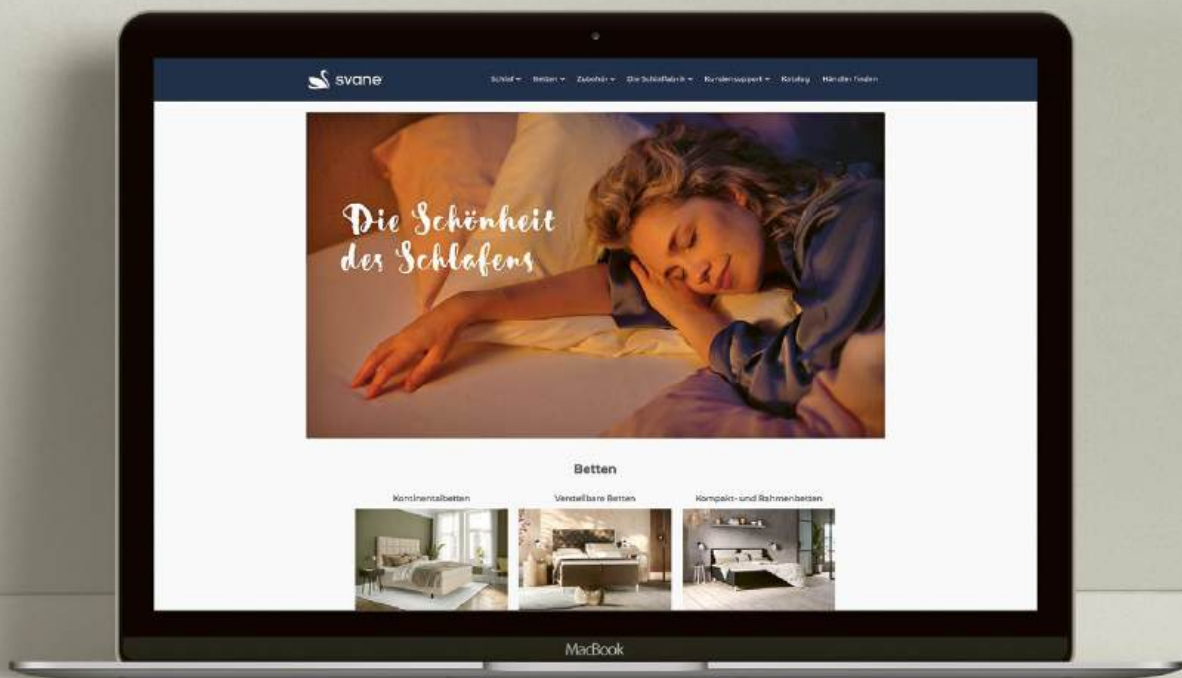 svane
Schlaf Betten Zubehör Die Schlaffabrik Kundensupport Katalog Händler finden
Die Schönheit
des Schlafens
Betten
Kontinentalbetten Verstellbare Betten Kompakt- und Rahmenbetten
MacBook